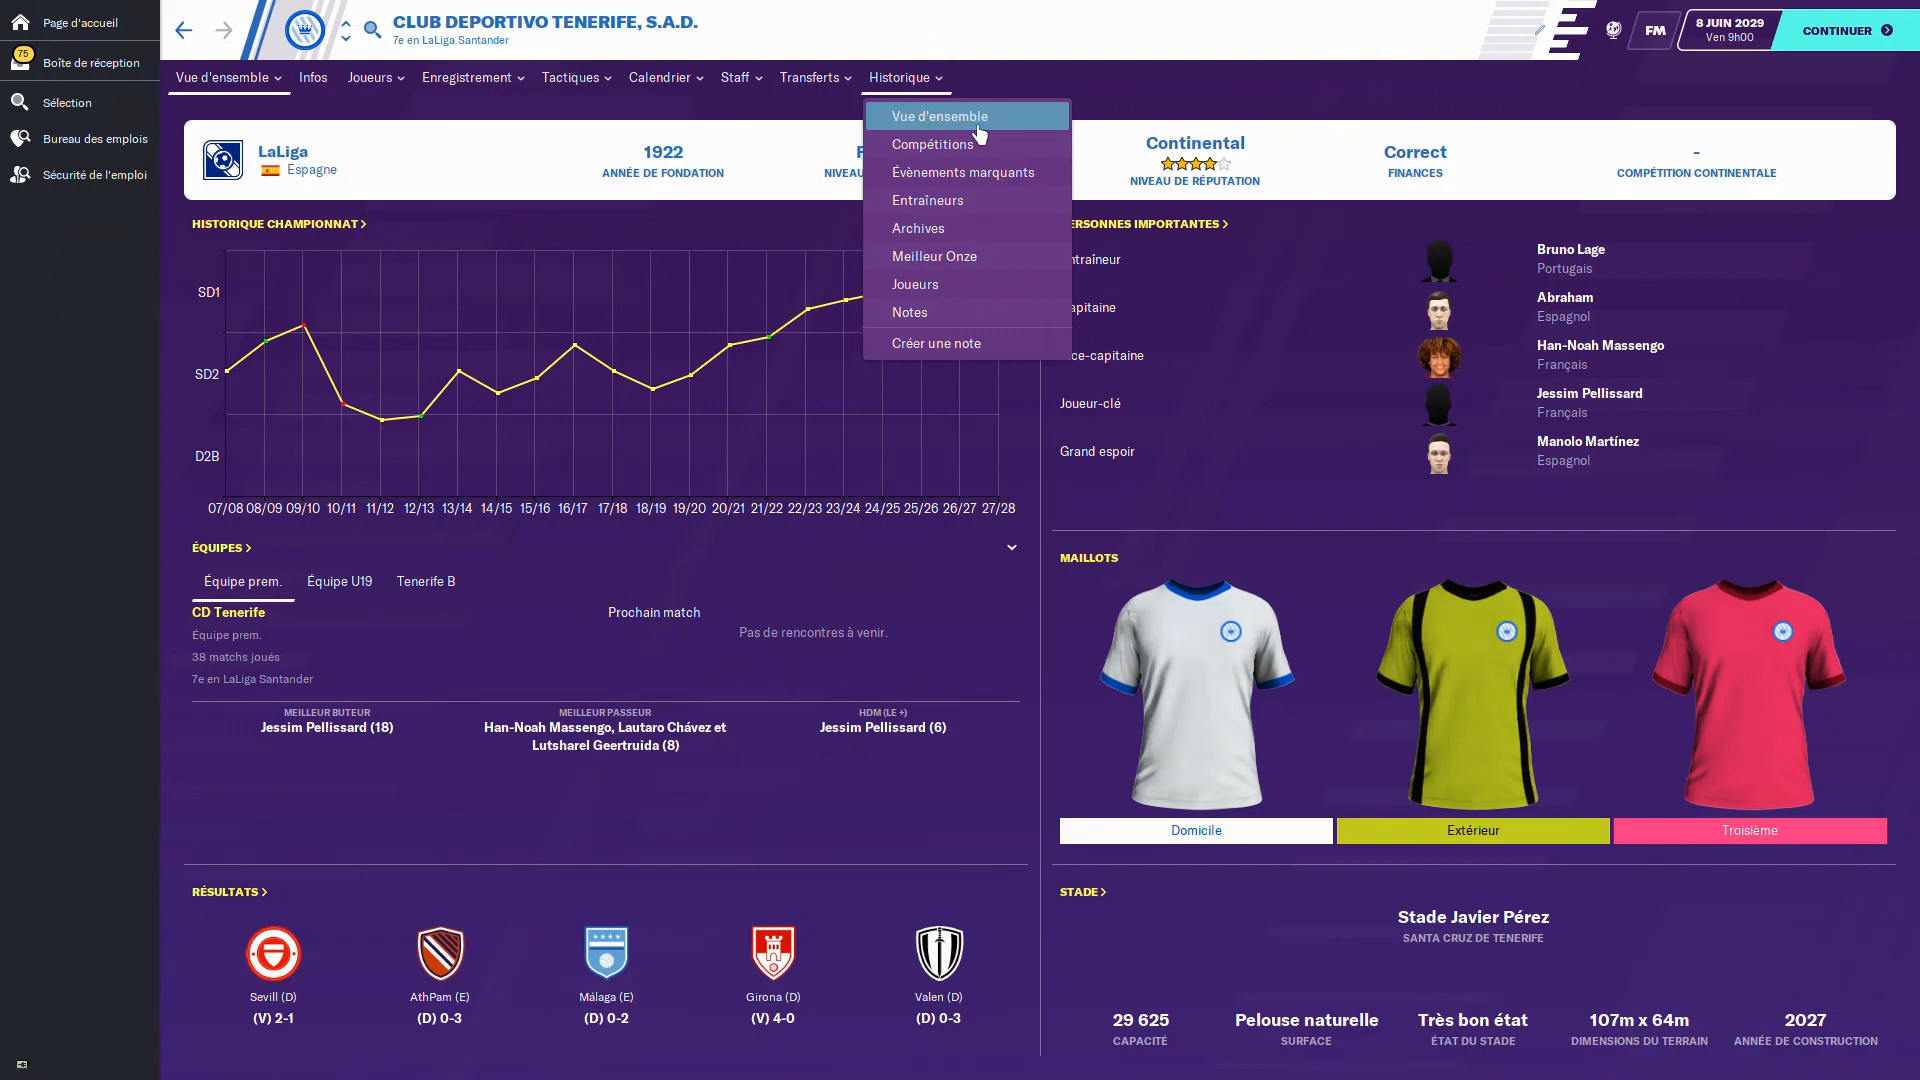 Page d'accueil
75
Boîte de réception
Sélection
Bureau des emplois
Sécurité de l'emploi
CLUB DEPORTIVO TENERIFE, S.A.D.
7e en LaLiga Santander
FM
8 JUIN 2029
Ven 9h00
CONTINUER
Vue d'ensemble
Infos
Joueurs
Enregistrement
Tactiques
Calendrier
Staff
Transferts
Historique
Vue d'ensemble
Compétitions
Évènements marquants
Entraîneurs
Archives
Meilleur Onze
Joueurs
Notes
Créer une note
LaLiga
Espagne
1922
ANNÉE DE FONDATION
NIVEAU
Continental
NIVEAU DE RÉPUTATION
Correct
FINANCES
-
COMPÉTITION CONTINENTALE
HISTORIQUE CHAMPIONNAT >
SD1
SD2
D2B
07/08 08/09 09/10 10/11 11/12 12/13 13/14 14/15 15/16 16/17 17/18 18/19 19/20 20/21 21/22 22/23 23/24 24/25 25/26 26/27 27/28
ERSONNES IMPORTANTES >
ntraîneur
Bruno Lage
Portugais
apitaine
Abraham
Espagnol
ce-capitaine
Han-Noah Massengo
Français
Joueur-clé
Jessim Pellissard
Français
Grand espoir
Manolo Martínez
Espagnol
ÉQUIPES >
Équipe prem.
Équipe U19
Tenerife B
CD Tenerife
Équipe prem.
38 matchs joués
7e en LaLiga Santander
Prochain match
Pas de rencontres à venir.
MEILLEUR BUTEUR
Jessim Pellissard (18)
MEILLEUR PASSEUR
Han-Noah Massengo, Lautaro Chávez et
Lutsharel Geertruida (8)
HDM (LE +)
Jessim Pellissard (6)
MAILLOTS
Domicile
Extérieur
Troisième
RÉSULTATS >
Sevill (D)
(V) 2-1
AthPam (E)
(D) 0-3
Málaga (E)
(D) 0-2
Girona (D)
(V) 4-0
Valen (D)
(D) 0-3
STADE >
Stade Javier Pérez
SANTA CRUZ DE TENERIFE
29 625
CAPACITÉ
Pelouse naturelle
SURFACE
Très bon état
ÉTAT DU STADE
107m x 64m
DIMENSIONS DU TERRAIN
2027
ANNÉE DE CONSTRUCTION